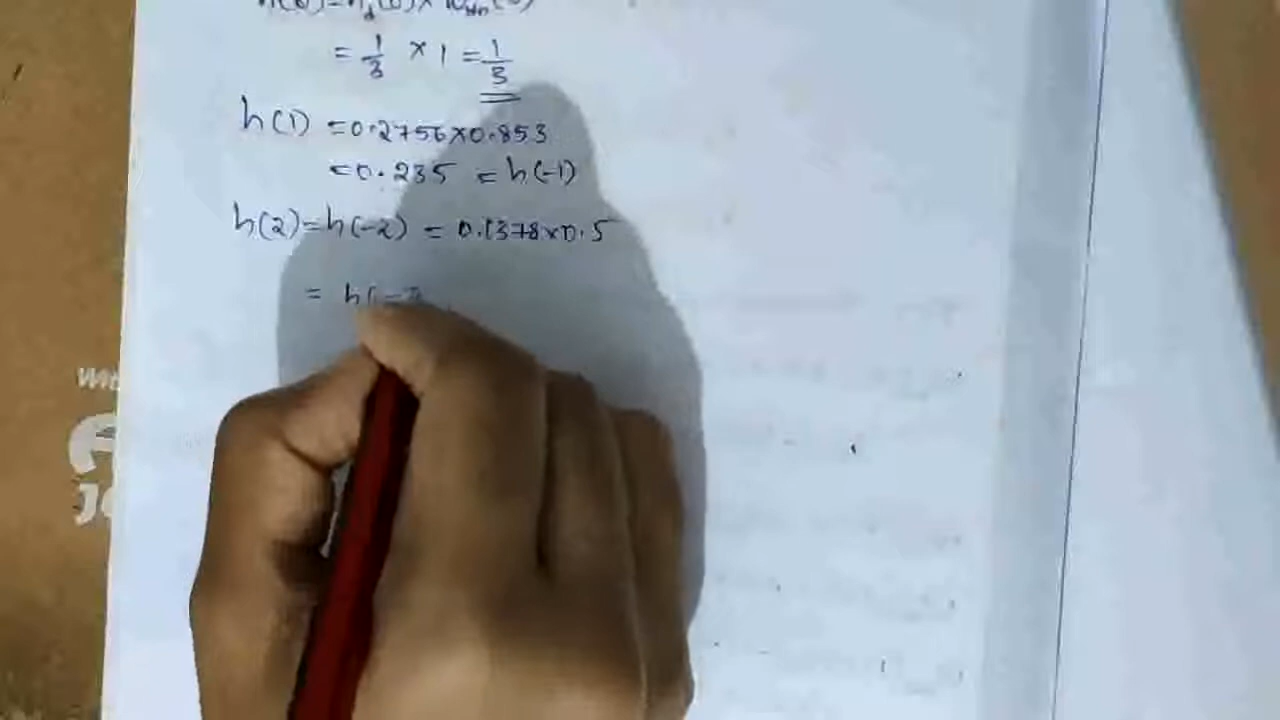 = 1/3 × 1 = 1/3
h(1) = 0.2756×0.853
= 0.235 = h(-1)
h(2) = h(-2) = 0.1378×0.5
= h(-2